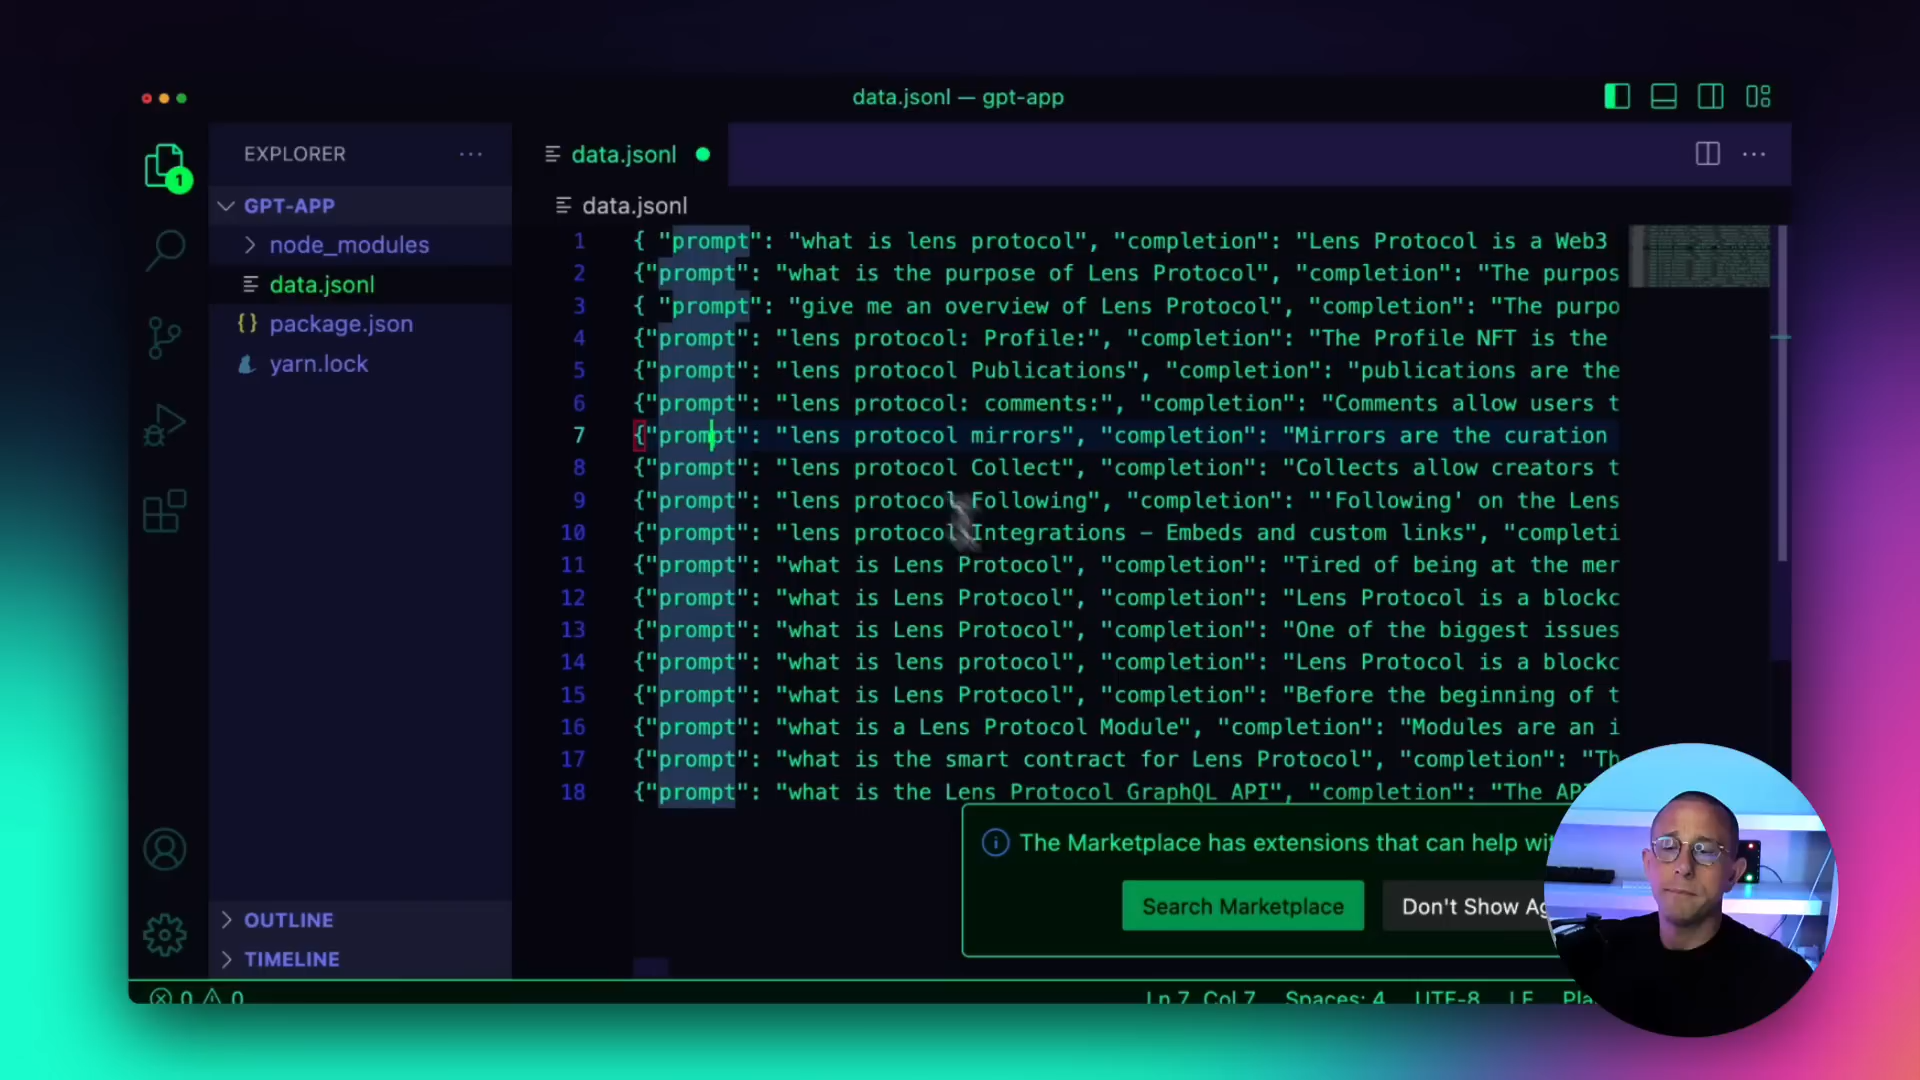 data.jsonl — gpt-app
EXPLORER
data.jsonl
1
GPT-APP
data.jsonl
node_modules
data.jsonl
package.json
yarn.lock
1 { "prompt": "what is lens protocol", "completion": "Lens Protocol is a Web3
2 {"prompt": "what is the purpose of Lens Protocol", "completion": "The purpos
3 { "prompt": "give me an overview of Lens Protocol", "completion": "The purpo
4 {"prompt": "lens protocol: Profile:", "completion": "The Profile NFT is the
5 {"prompt": "lens protocol Publications", "completion": "publications are the
6 {"prompt": "lens protocol: comments:", "completion": "Comments allow users t
7 {"prompt": "lens protocol mirrors", "completion": "Mirrors are the curation
8 {"prompt": "lens protocol Collect", "completion": "Collects allow creators t
9 {"prompt": "lens protocol Following", "completion": "'Following' on the Lens
10 {"prompt": "lens protocol Integrations – Embeds and custom links", "completi
11 {"prompt": "what is Lens Protocol", "completion": "Tired of being at the mer
12 {"prompt": "what is Lens Protocol", "completion": "Lens Protocol is a blockc
13 {"prompt": "what is Lens Protocol", "completion": "One of the biggest issues
14 {"prompt": "what is lens protocol", "completion": "Lens Protocol is a blockc
15 {"prompt": "what is Lens Protocol", "completion": "Before the beginning of t
16 {"prompt": "what is a Lens Protocol Module", "completion": "Modules are an i
17 {"prompt": "what is the smart contract for Lens Protocol", "completion": "Th
18 {"prompt": "what is the Lens Protocol GraphQL API", "completion": "The AP
The Marketplace has extensions that can help wit
Search Marketplace
Don't Show Ag
OUTLINE
TIMELINE
0 0
Ln 7, Col 7 Spaces: 4 UTF-8 LF Pla